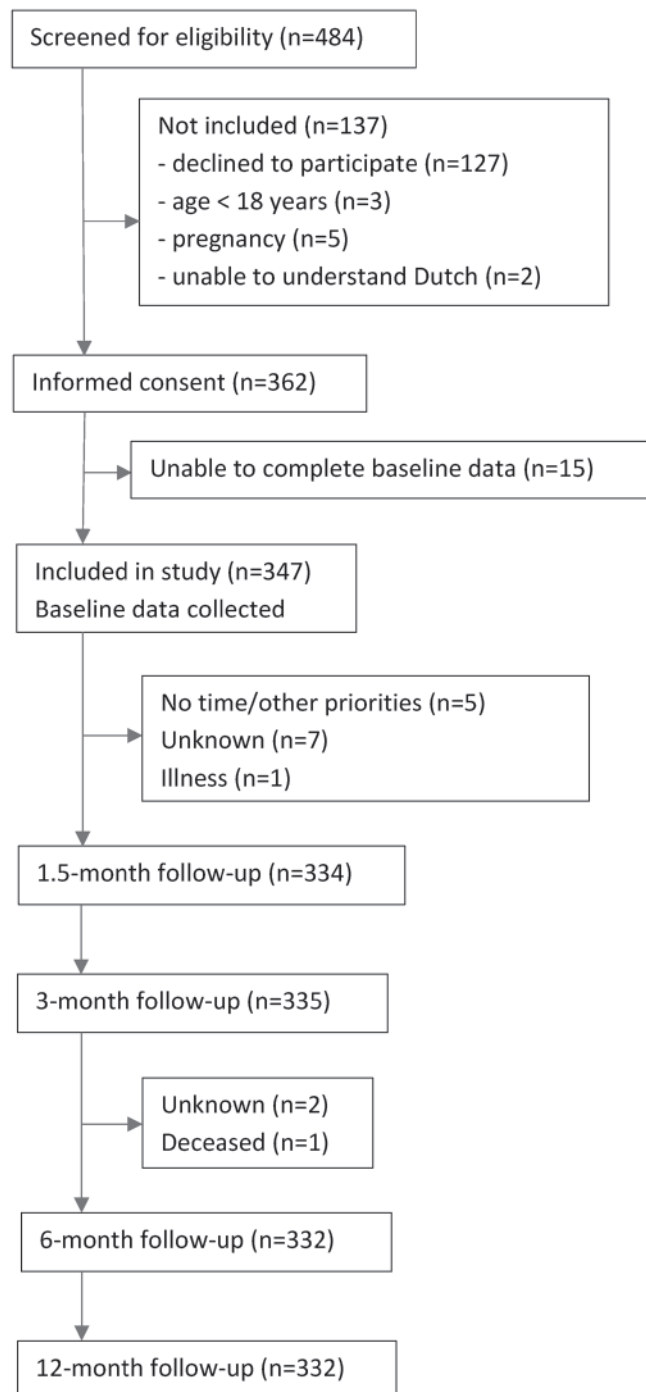 Screened for eligibility (n=484)
Not included (n=137)
- declined to participate (n=127)
- age < 18 years (n=3)
- pregnancy (n=5)
- unable to understand Dutch (n=2)
Informed consent (n=362)
Unable to complete baseline data (n=15)
Included in study (n=347)
Baseline data collected
No time/other priorities (n=5)
Unknown (n=7)
Illness (n=1)
1.5-month follow-up (n=334)
3-month follow-up (n=335)
Unknown (n=2)
Deceased (n=1)
6-month follow-up (n=332)
12-month follow-up (n=332)